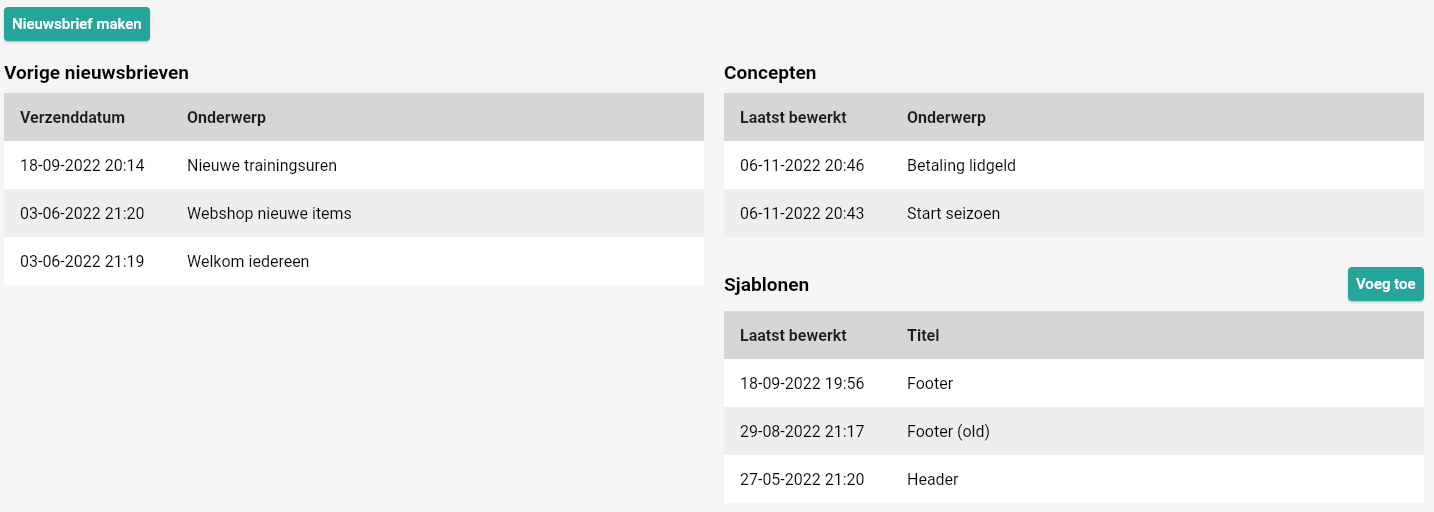 Nieuwsbrief maken
Vorige nieuwsbrieven
Verzenddatum Onderwerp
18-09-2022 20:14 Nieuwe trainingsuren
03-06-2022 21:20 Webshop nieuwe items
03-06-2022 21:19 Welkom iedereen
Concepten
Laatst bewerkt Onderwerp
06-11-2022 20:46 Betaling lidgeld
06-11-2022 20:43 Start seizoen
Sjablonen Voeg toe
Laatst bewerkt Titel
18-09-2022 19:56 Footer
29-08-2022 21:17 Footer (old)
27-05-2022 21:20 Header